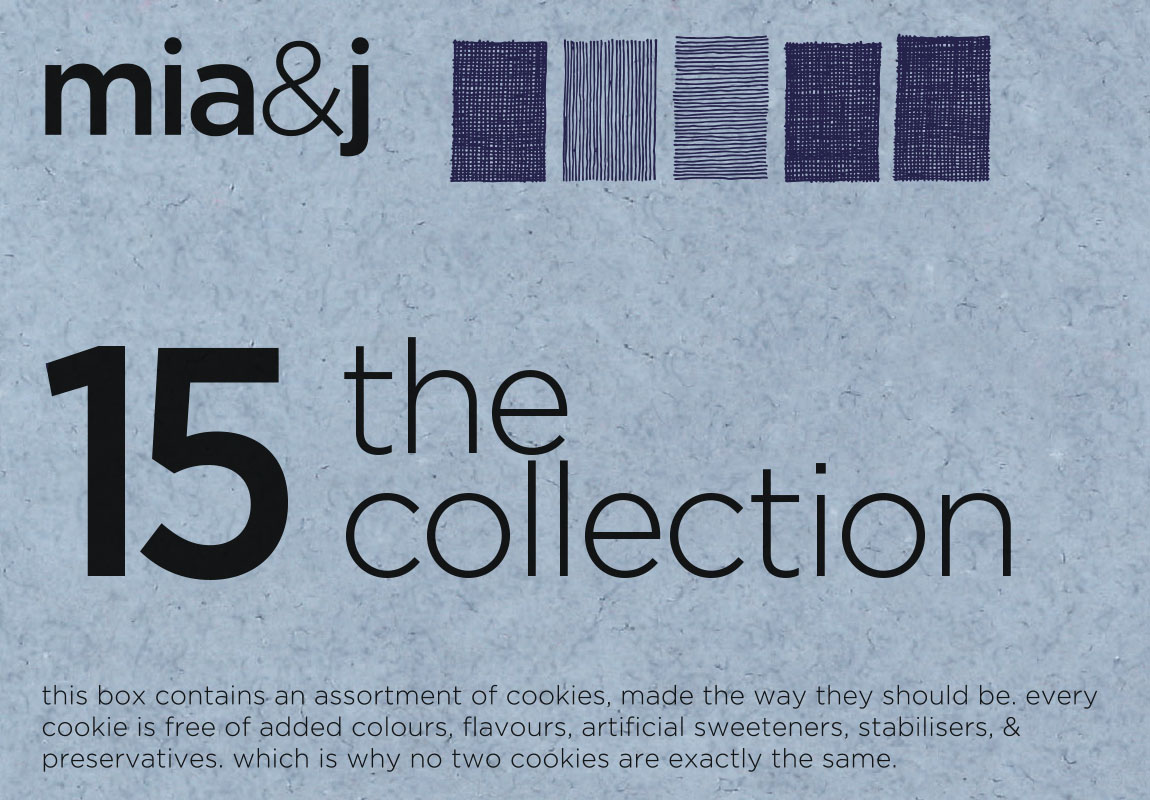 mia&j
15 the
collection
this box contains an assortment of cookies, made the way they should be. every
cookie is free of added colours, flavours, artificial sweeteners, stabilisers, &
preservatives. which is why no two cookies are exactly the same.